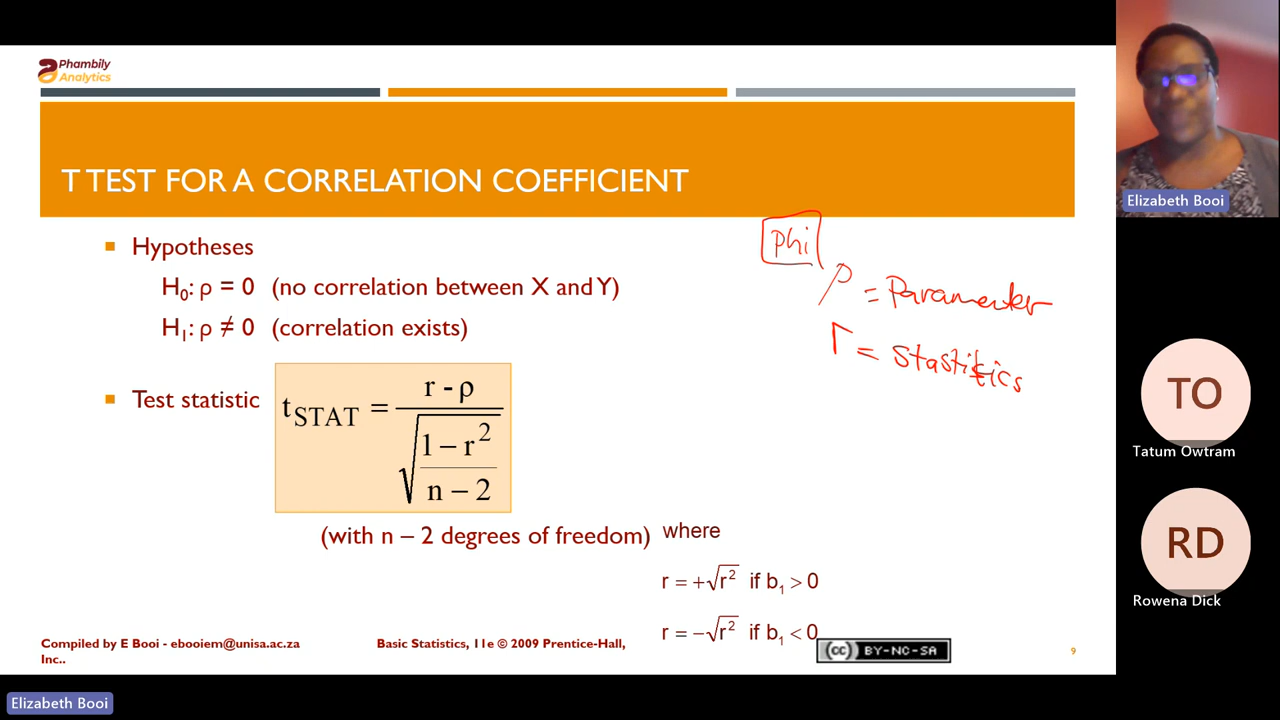 Phambily
Analytics
T TEST FOR A CORRELATION COEFFICIENT
Hypotheses
H0: ρ = 0 (no correlation between X and Y)
H1: ρ ≠ 0 (correlation exists)
phi
ρ = Parameter
r = Stastitics
Test statistic
tSTAT = r - ρ
1 − r2
n − 2
(with n – 2 degrees of freedom) where
r = +√r2 if b1 > 0
r = −√r2 if b1 < 0
Compiled by E Booi - ebooiem@unisa.ac.za Basic Statistics, 11e © 2009 Prentice-Hall,
Inc..
cc BY-NC-SA
9
Elizabeth Booi
TO
Tatum Owtram
RD
Rowena Dick
Elizabeth Booi